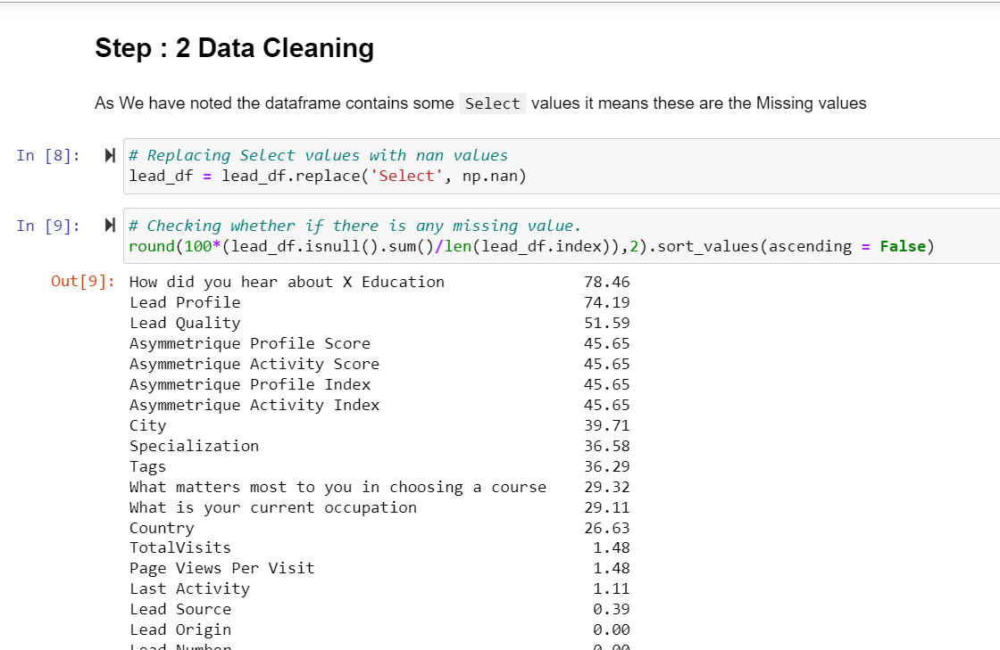 Step : 2 Data Cleaning
As We have noted the dataframe contains some Select values it means these are the Missing values
In [8]: # Replacing Select values with nan values
lead_df = lead_df.replace('Select', np.nan)
In [9]: # Checking whether if there is any missing value.
round(100*(lead_df.isnull().sum()/len(lead_df.index)),2).sort_values(ascending = False)
Out[9]: How did you hear about X Education 78.46
Lead Profile 74.19
Lead Quality 51.59
Asymmetrique Profile Score 45.65
Asymmetrique Activity Score 45.65
Asymmetrique Profile Index 45.65
Asymmetrique Activity Index 45.65
City 39.71
Specialization 36.58
Tags 36.29
What matters most to you in choosing a course 29.32
What is your current occupation 29.11
Country 26.63
TotalVisits 1.48
Page Views Per Visit 1.48
Last Activity 1.11
Lead Source 0.39
Lead Origin 0.00
Lead Number 0.00